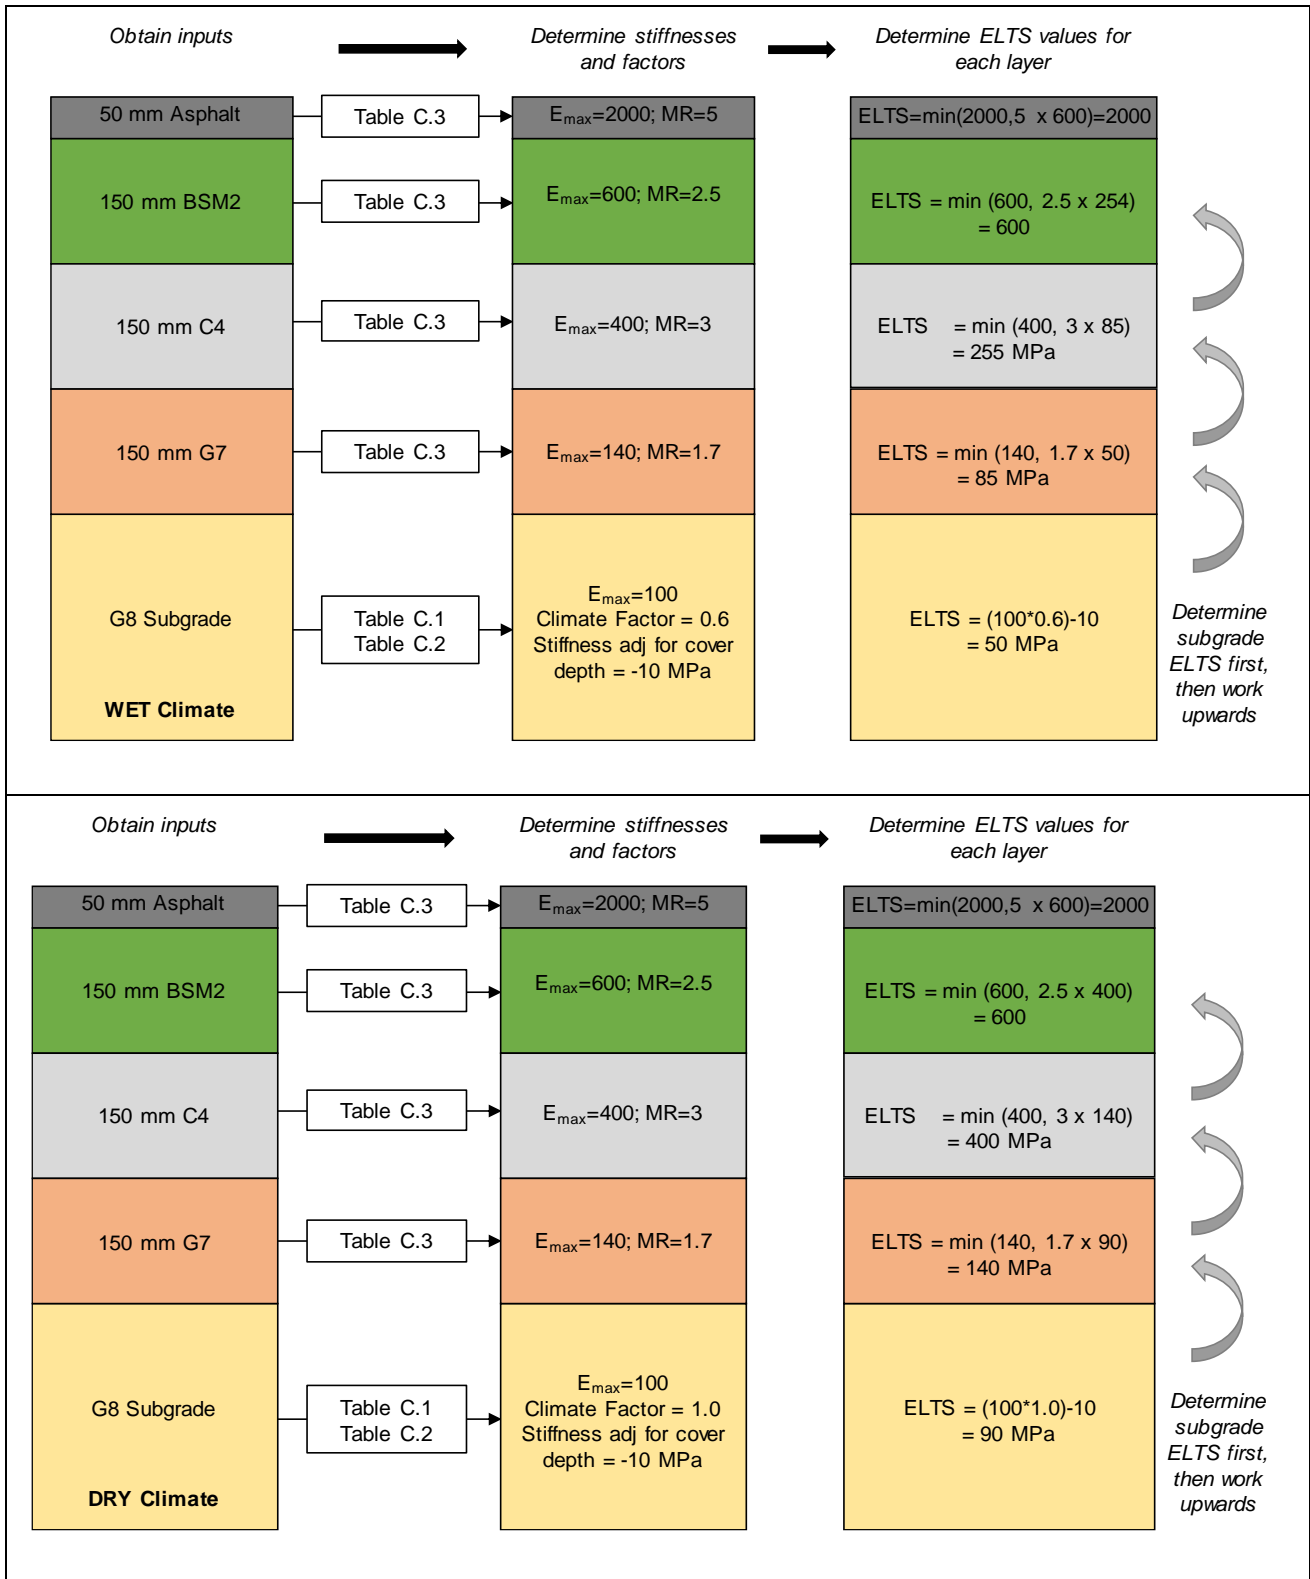 Obtain inputs
Determine stiffnesses
and factors
Determine ELTS values for
each layer
50 mm Asphalt
Table C.3
Emax=2000; MR=5
ELTS=min(2000,5 x 600)=2000
150 mm BSM2
Table C.3
Emax=600; MR=2.5
ELTS = min (600, 2.5 x 254)
= 600
150 mm C4
Table C.3
Emax=400; MR=3
ELTS = min (400, 3 x 85)
= 255 MPa
150 mm G7
Table C.3
Emax=140; MR=1.7
ELTS = min (140, 1.7 x 50)
= 85 MPa
G8 Subgrade
WET Climate
Table C.1
Table C.2
Emax=100
Climate Factor = 0.6
Stiffness adj for cover
depth = -10 MPa
ELTS = (100*0.6)-10
= 50 MPa
Determine
subgrade
ELTS first,
then work
upwards
Obtain inputs
Determine stiffnesses
and factors
Determine ELTS values for
each layer
50 mm Asphalt
Table C.3
Emax=2000; MR=5
ELTS=min(2000,5 x 600)=2000
150 mm BSM2
Table C.3
Emax=600; MR=2.5
ELTS = min (600, 2.5 x 400)
= 600
150 mm C4
Table C.3
Emax=400; MR=3
ELTS = min (400, 3 x 140)
= 400 MPa
150 mm G7
Table C.3
Emax=140; MR=1.7
ELTS = min (140, 1.7 x 90)
= 140 MPa
G8 Subgrade
DRY Climate
Table C.1
Table C.2
Emax=100
Climate Factor = 1.0
Stiffness adj for cover
depth = -10 MPa
ELTS = (100*1.0)-10
= 90 MPa
Determine
subgrade
ELTS first,
then work
upwards